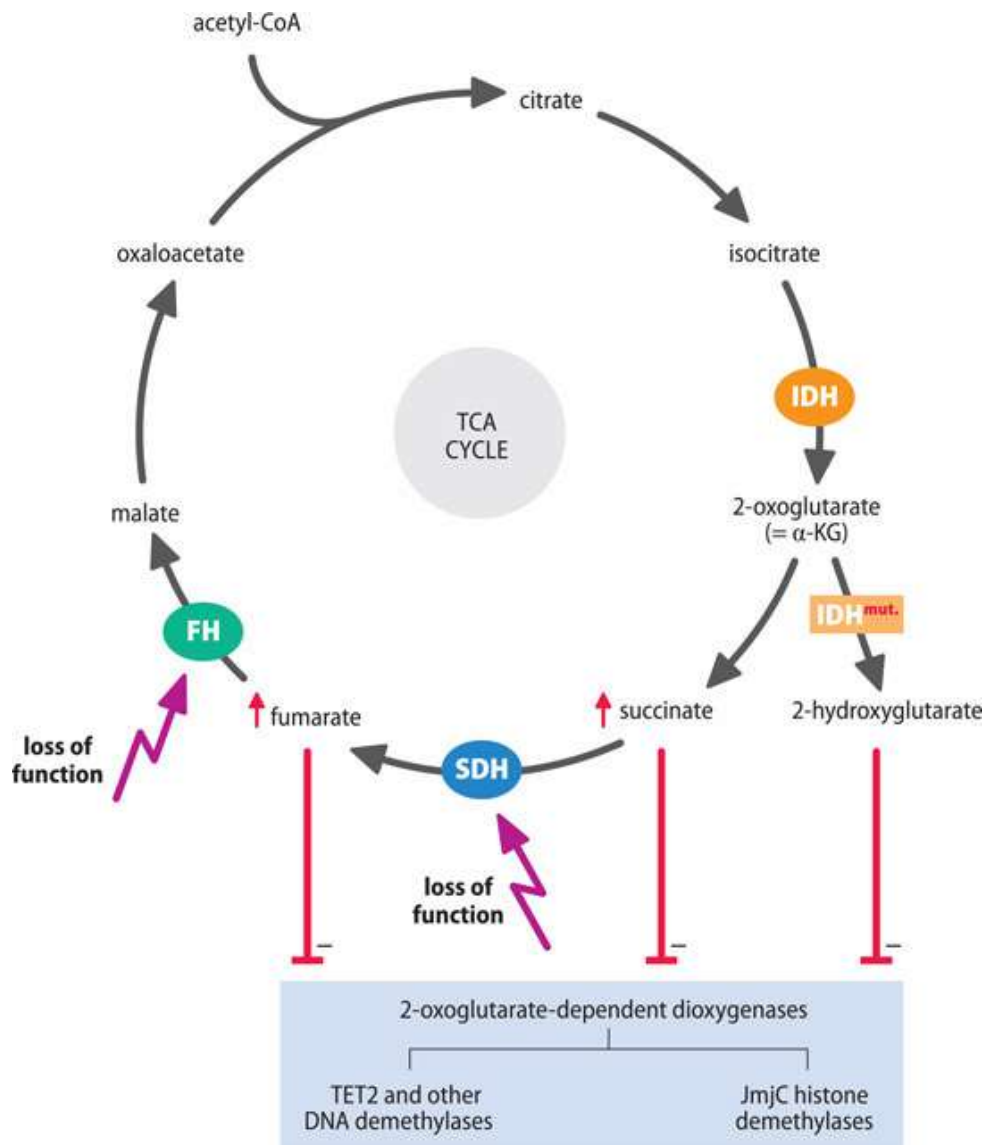 acetyl-CoA
citrate
oxaloacetate
isocitrate
IDH
TCA
CYCLE
2-oxoglutarate
(= α-KG)
malate
IDHmut.
FH
fumarate
succinate
2-hydroxyglutarate
loss of
function
SDH
loss of
function
–
–
–
2-oxoglutarate-dependent dioxygenases
TET2 and other
DNA demethylases
JmjC histone
demethylases